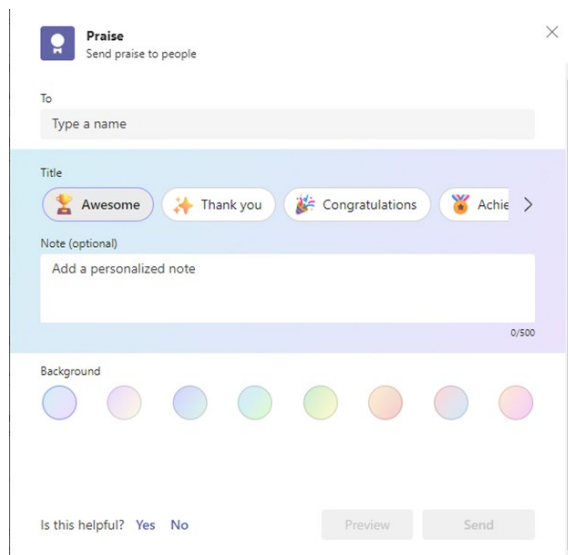 Praise
Send praise to people
To
Type a name
Title
Awesome
Thank you
Congratulations
Achie
Note (optional)
Add a personalized note
0/500
Background
Is this helpful? Yes No
Preview
Send